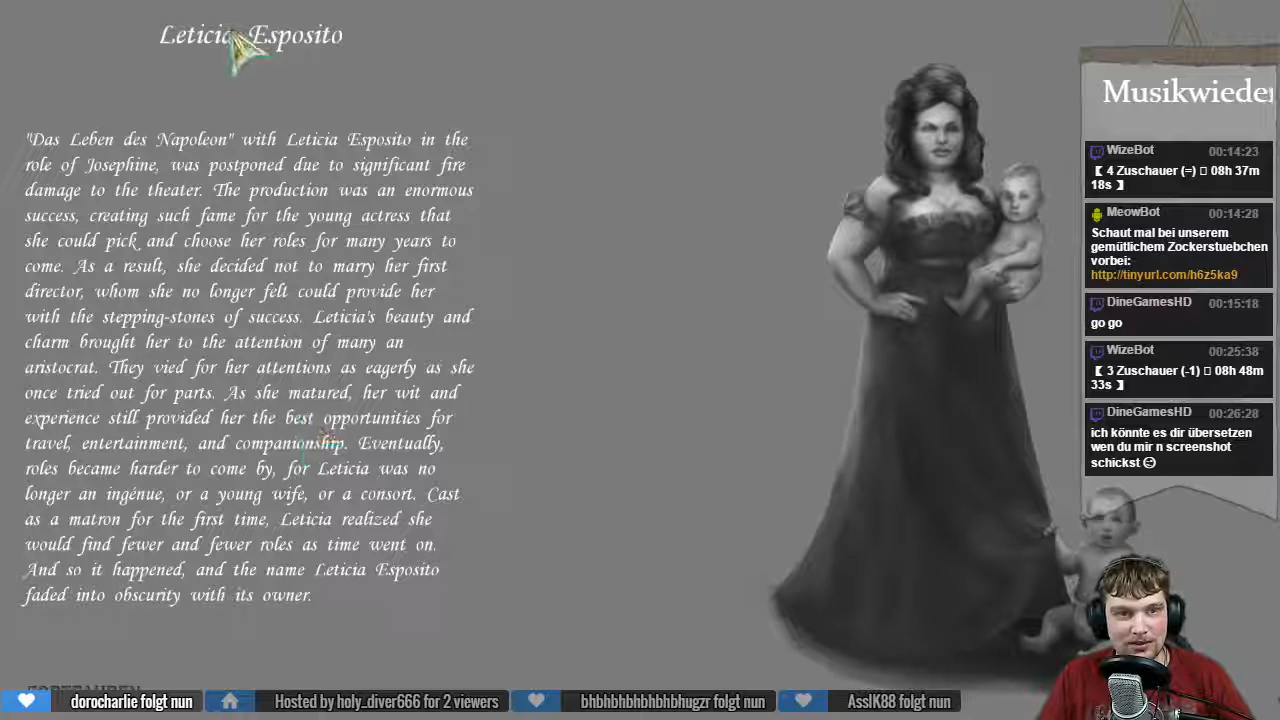 Leticia Esposito
"Das Leben des Napoleon" with Leticia Esposito in the
role of Josephine, was postponed due to significant fire
damage to the theater. The production was an enormous
success, creating such fame for the young actress that
she could pick and choose her roles for many years to
come. As a result, she decided not to marry her first
director, whom she no longer felt could provide her
with the stepping-stones of success. Leticia's beauty and
charm brought her to the attention of many an
aristocrat. They vied for her attentions as eagerly as she
once tried out for parts. As she matured, her wit and
experience still provided her the best opportunities for
travel, entertainment, and companionship. Eventually,
roles became harder to come by, for Leticia was no
longer an ingénue, or a young wife, or a consort. Cast
as a matron for the first time, Leticia realized she
would find fewer and fewer roles as time went on.
And so it happened, and the name Leticia Esposito
faded into obscurity with its owner.
Musikwieder
WizeBot 00:14:23
【 4 Zuschauer (=) 08h 37m
18s 】
MeowBot 00:14:28
Schaut mal bei unserem
gemütlichem Zockerstuebchen
vorbei:
http://tinyurl.com/h6z5ka9
DineGamesHD 00:15:18
go go
WizeBot 00:25:38
【 3 Zuschauer (-1) 08h 48m
33s 】
DineGamesHD 00:26:28
ich könnte es dir übersetzen
wen du mir n screenshot
schickst
FORTFAHREN
dorocharlie folgt nun
Hosted by holy_diver666 for 2 viewers
bhbhbhbhbhbhbhugzr folgt nun
AssIK88 folgt nun